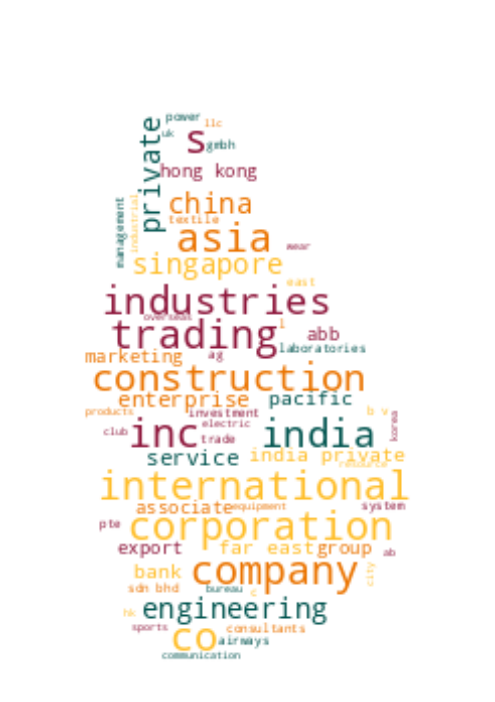 power
llc
uk
s
gmbh
private
hong kong
china
textile
management
industrial
asia
wear
singapore
east
industries
overseas
trading
l
abb
laboratories
marketing
ag
construction
enterprise
pacific
products
investment
b v
club
inc
electric
trade
india
korea
service
india private
resource
international
associate
equipment
system
pte
corporation
export
far east
group
ab
bank
company
city
sdn bhd
bureau
c
hk
engineering
sports
co
consultants
airways
communication